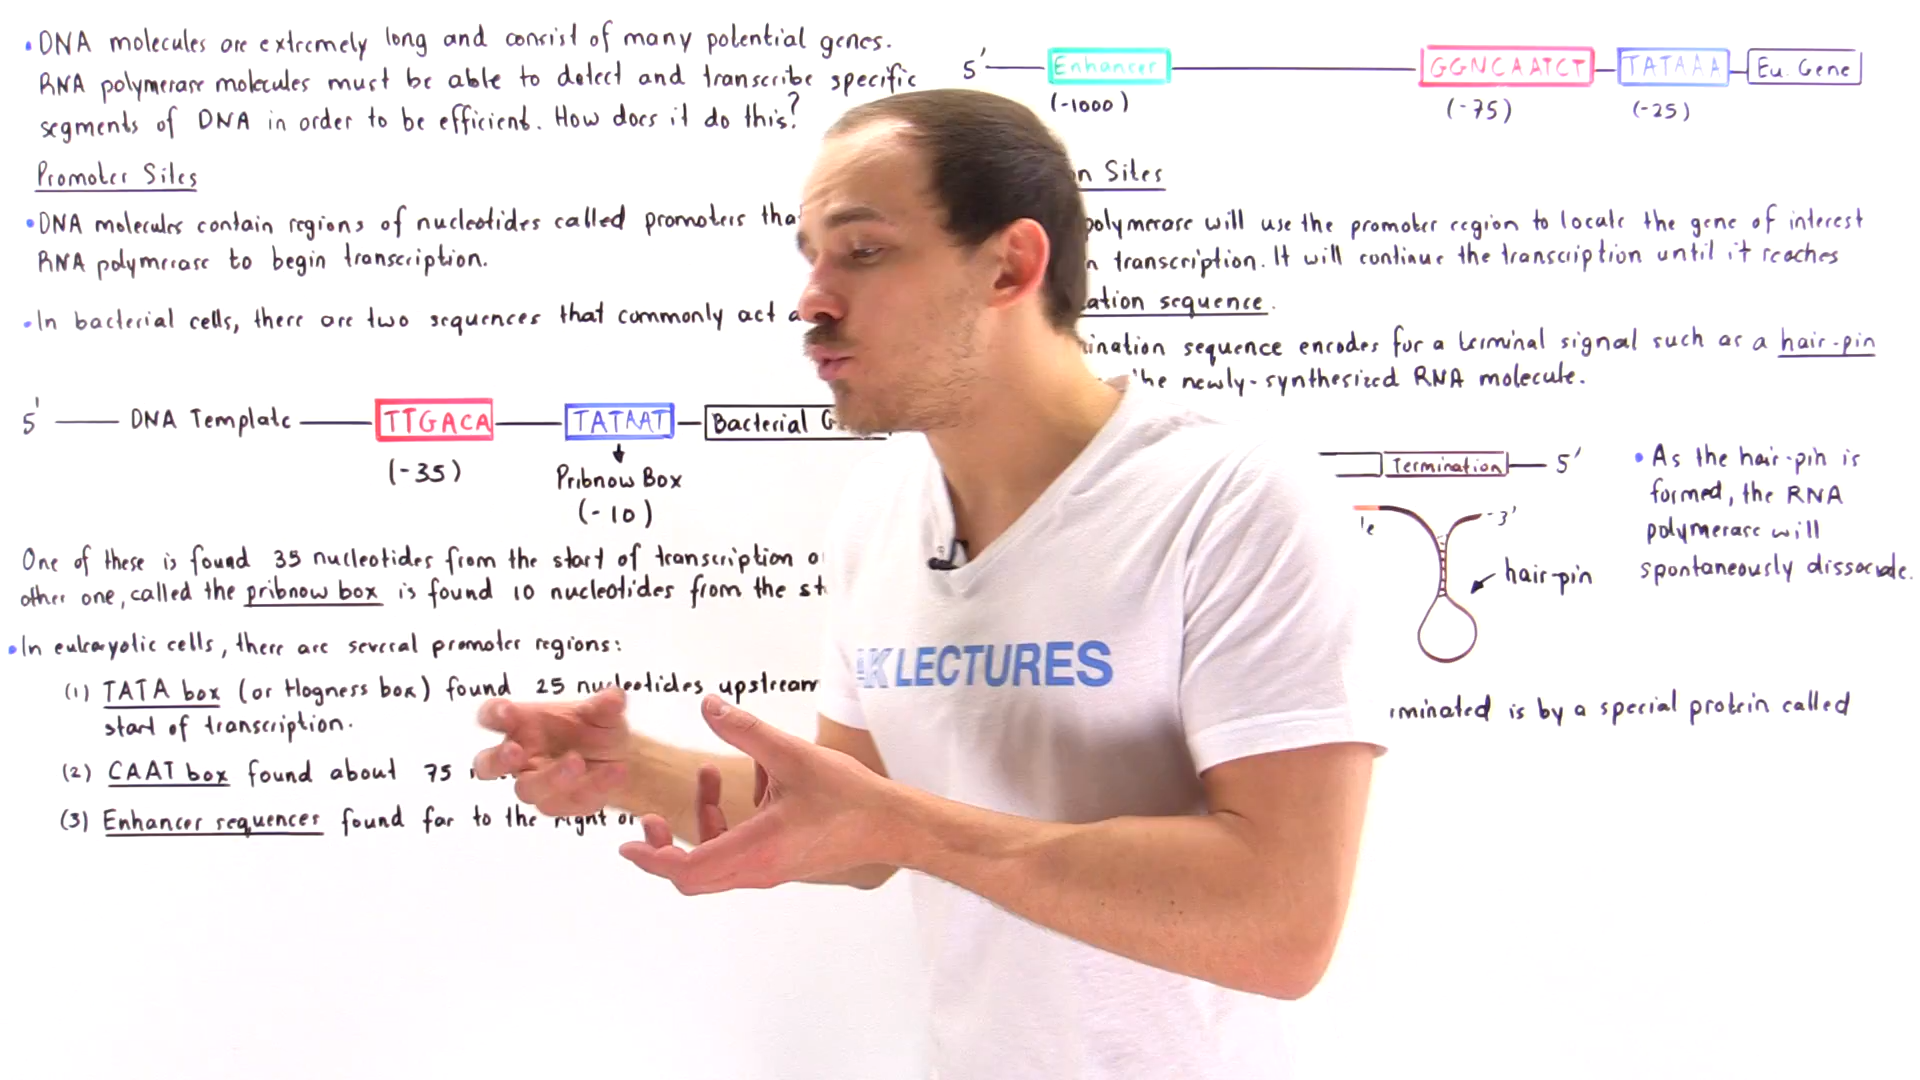 • DNA molecules are extremely long and consist of many potential genes.
RNA polymerase molecules must be able to detect and transcribe specific
segments of DNA in order to be efficient. How does it do this?
Promoter Sites
• DNA molecules contain regions of nucleotides called promoters
RNA polymerase to begin transcription.
• In bacterial cells, there are two sequences that commonly act
5' DNA Template TTGACA TATAAT Bacterial
(-35) Pribnow Box
(-10)
One of these is found 35 nucleotides from the start of transcription
other one, called the pribnow box is found 10 nucleotides from the
• In eukaryotic cells, there are several promoter regions:
(1) TATA box (or Hogness box) found 25 nucleotides upstream
start of transcription.
(2) CAAT box found about 75
(3) Enhancer sequences found far to the right or
5' Enhancer GGNCAATCT TATAAA Eu. Gene
(-1000) (-75) (-25)
Sites
polymerase will use the promoter region to locate the gene of interest
transcription. It will continue the transcription until it reaches
sequence.
sequence encodes for a terminal signal such as a hair-pin
the newly-synthesized RNA molecule.
Termination 5'
-3'
hair-pin
• As the hair-pin is
formed, the RNA
polymerase will
spontaneously dissociate.
is by a special protein called
AK LECTURES